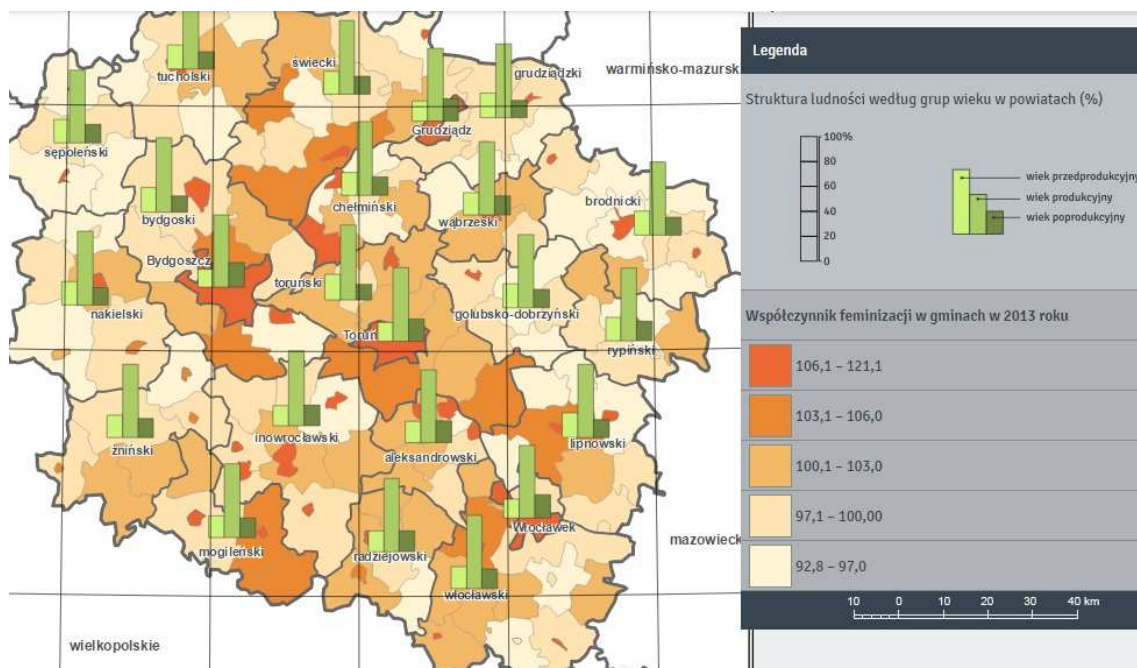 tucholski
świecki
grudziądzki
warmińsko-mazursk
Grudziądz
sępoleński
chełmiński
bydgoski
wąbrzeski
brodnicki
Bydgoszcz
toruński
nakielski
golubsko-dobrzyński
Toruń
rypiński
inowrocławski
żniński
aleksandrowski
lipnowski
Włocławek
mogileński
radziejowski
włocławski
mazowieck
wielkopolskie
Legenda
Struktura ludności według grup wieku w powiatach (%)
100%
80
60
40
20
0
wiek przedprodukcyjny
wiek produkcyjny
wiek poprodukcyjny
Współczynnik feminizacji w gminach w 2013 roku
106,1 – 121,1
103,1 – 106,0
100,1 – 103,0
97,1 – 100,00
92,8 – 97,0
10 0 10 20 30 40 km